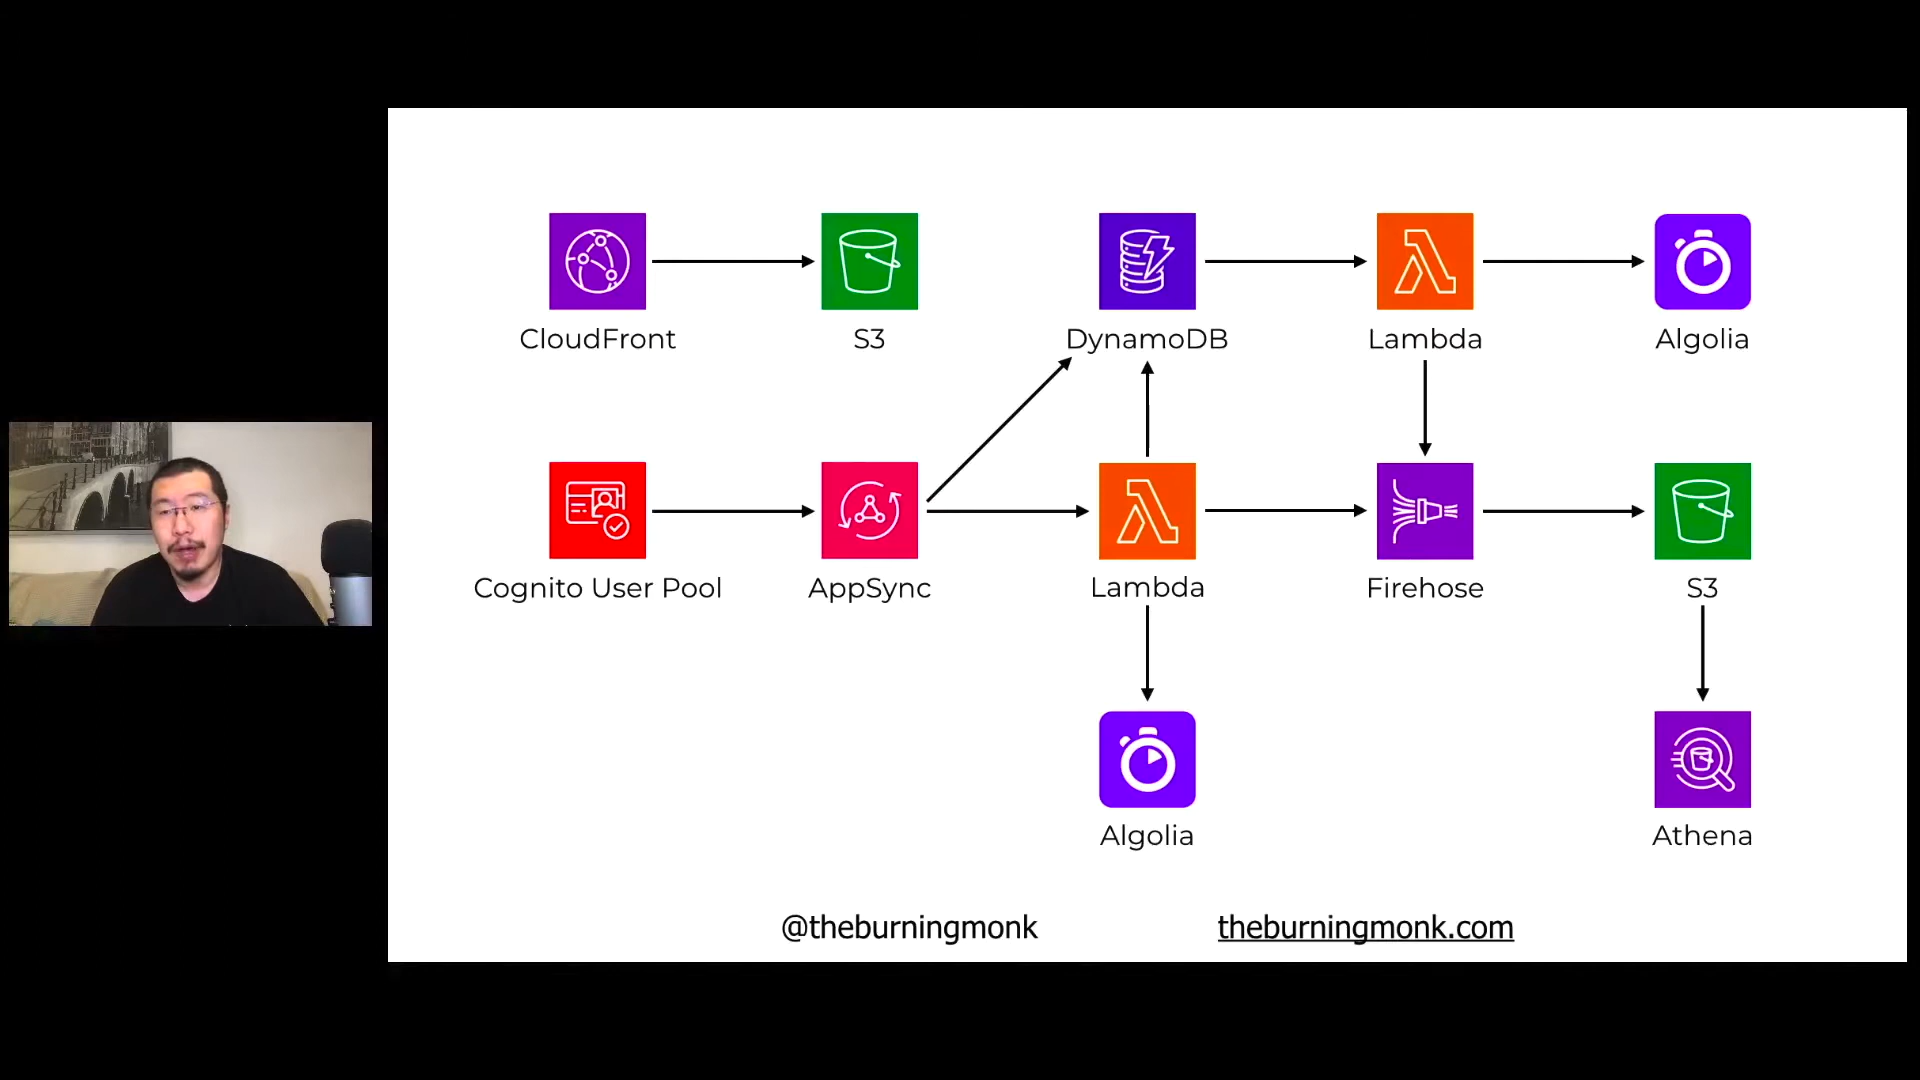 CloudFront
S3
DynamoDB
Lambda
Algolia
Cognito User Pool
AppSync
Lambda
Firehose
S3
Algolia
Athena
@theburningmonk
theburningmonk.com